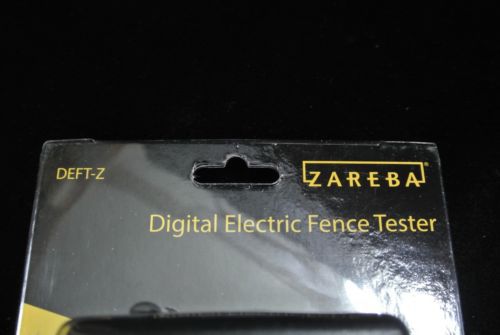 DEFT-Z
ZAREBA®
Digital Electric Fence Tester